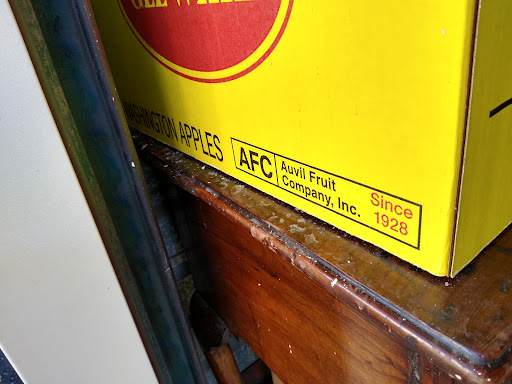 WASHINGTON APPLES
AFC
Auvil Fruit
Company, Inc.
Since
1928